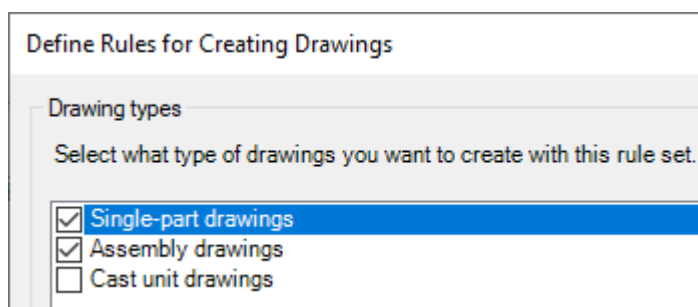 Define Rules for Creating Drawings
Drawing types
Select what type of drawings you want to create with this rule set.
Single-part drawings
Assembly drawings
Cast unit drawings